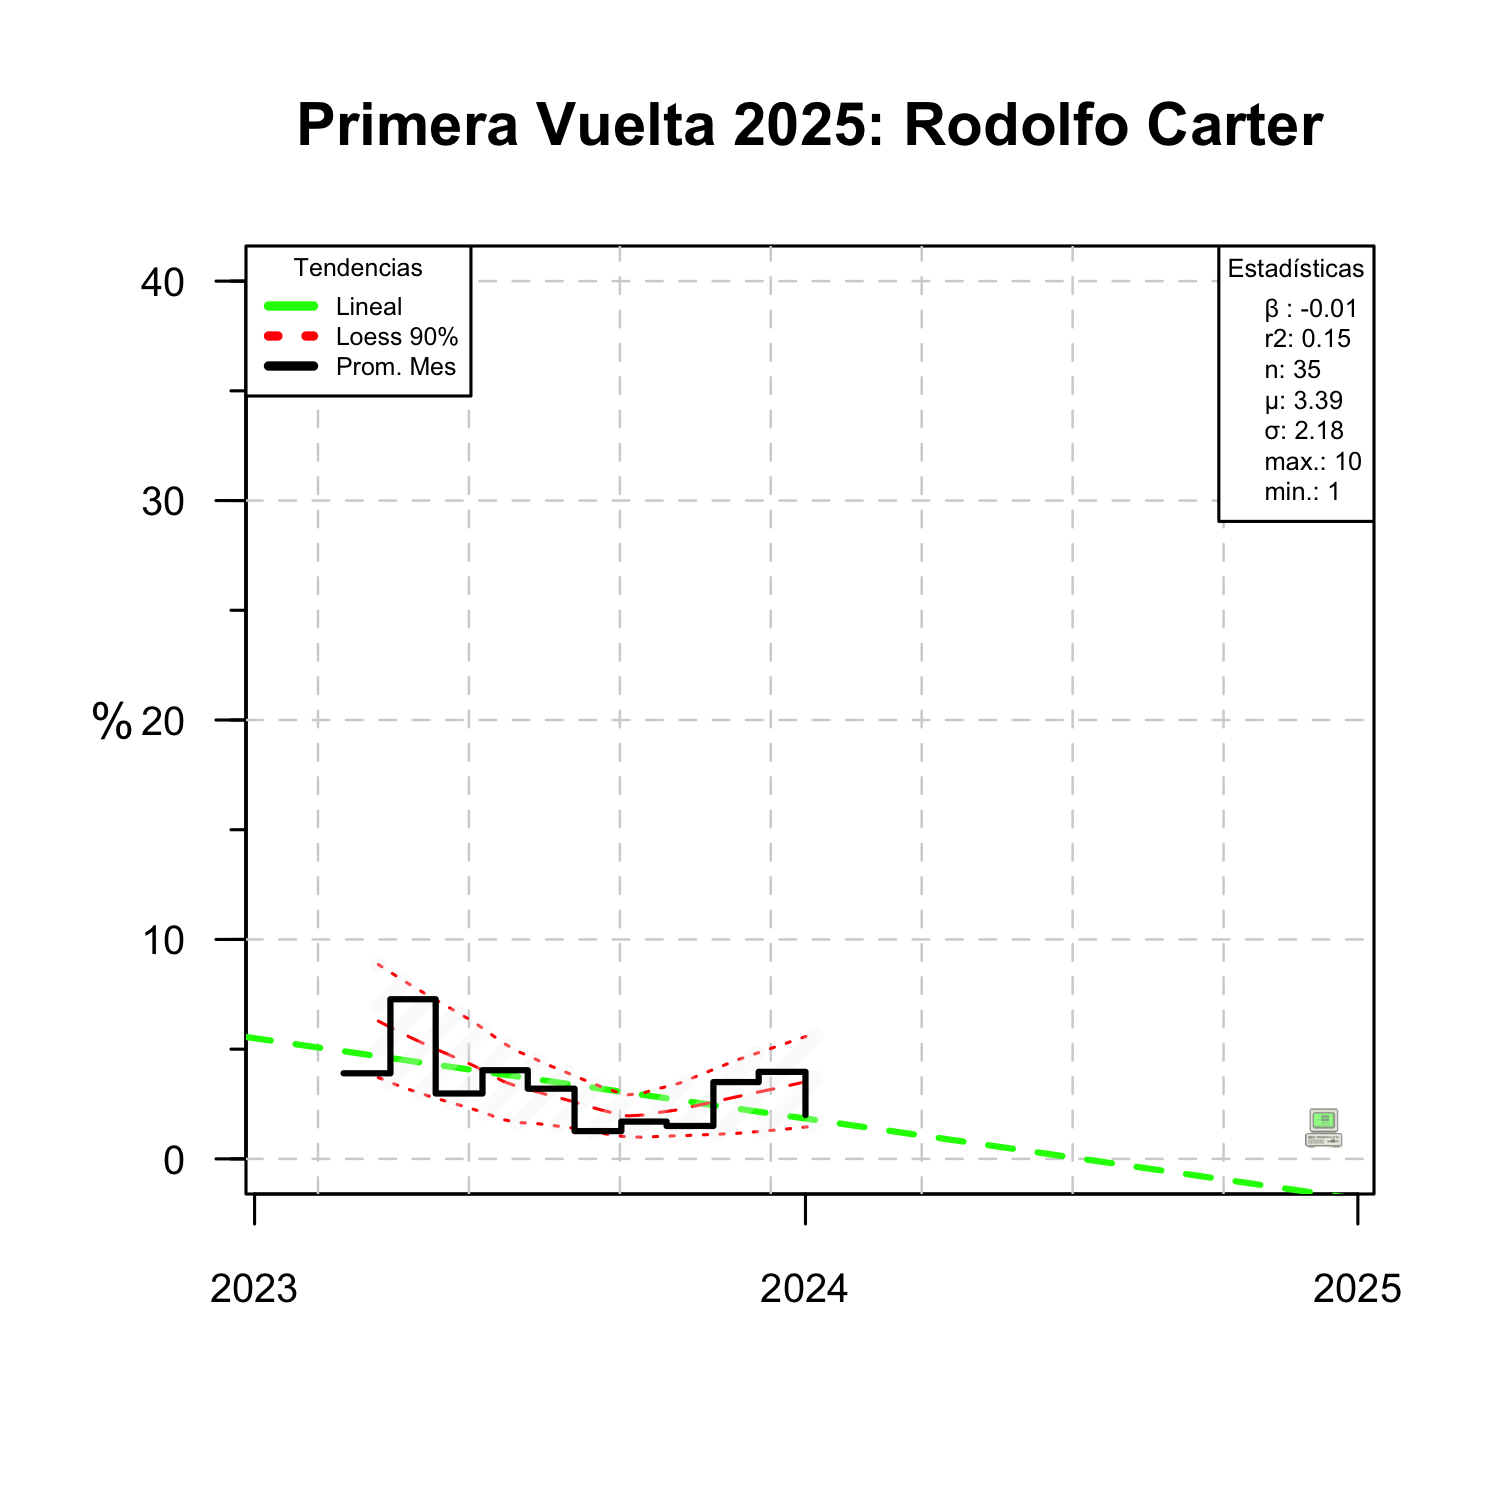 Primera Vuelta 2025: Rodolfo Carter
Tendencias
Lineal
Loess 90%
Prom. Mes
Estadísticas
β : -0.01
r2: 0.15
n: 35
μ: 3.39
σ: 2.18
max.: 10
min.: 1
40
30
% 20
10
0
2023 2024 2025